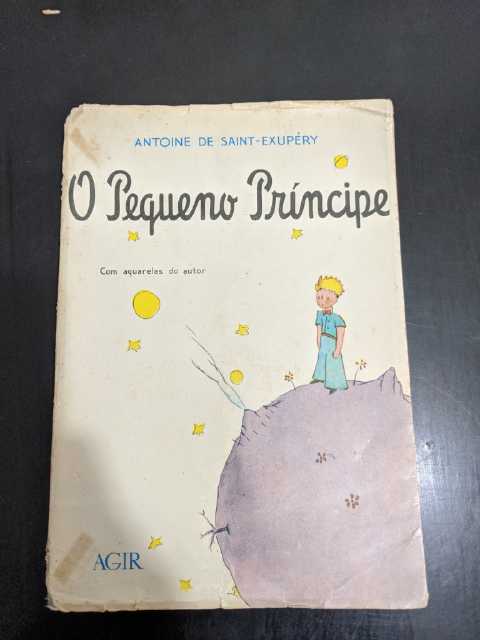 ANTOINE DE SAINT-EXUPÉRY
O Pequeno Príncipe
Com aquarelas do autor
AGIR